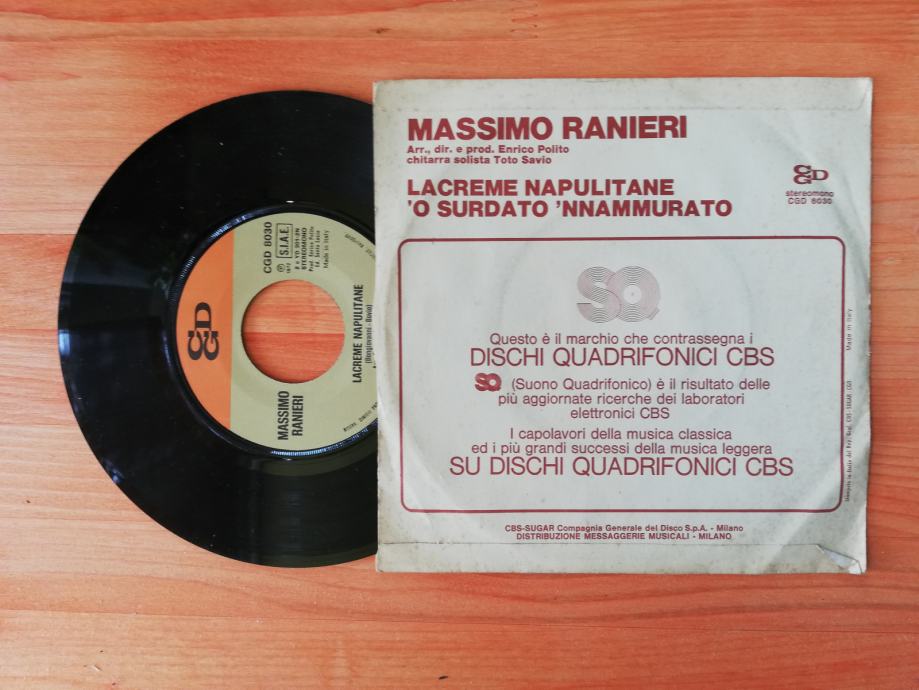 MASSIMO RANIERI
Arr., dir. e prod. Enrico Polito
chitarra solista Toto Savio
LACREME NAPULITANE
'O SURDATO 'NNAMMURATO
CGD
stereomono
CGD 8030
SQ
Questo è il marchio che contrassegna i
DISCHI QUADRIFONICI CBS
SQ (Suono Quadrifonico) è il risultato delle
più aggiornate ricerche dei laboratori
elettronici CBS
I capolavori della musica classica
ed i più grandi successi della musica leggera
SU DISCHI QUADRIFONICI CBS
Made in Italy
CBS-SUGAR Compagnia Generale del Disco S.p.A. - Milano
DISTRIBUZIONE MESSAGGERIE MUSICALI - MILANO
CGD
CGD 8030
S.I.A.E.
STEREOMONO
Made in Italy
LACREME NAPULITANE
(Bongiovanni - Bovio)
MASSIMO
RANIERI